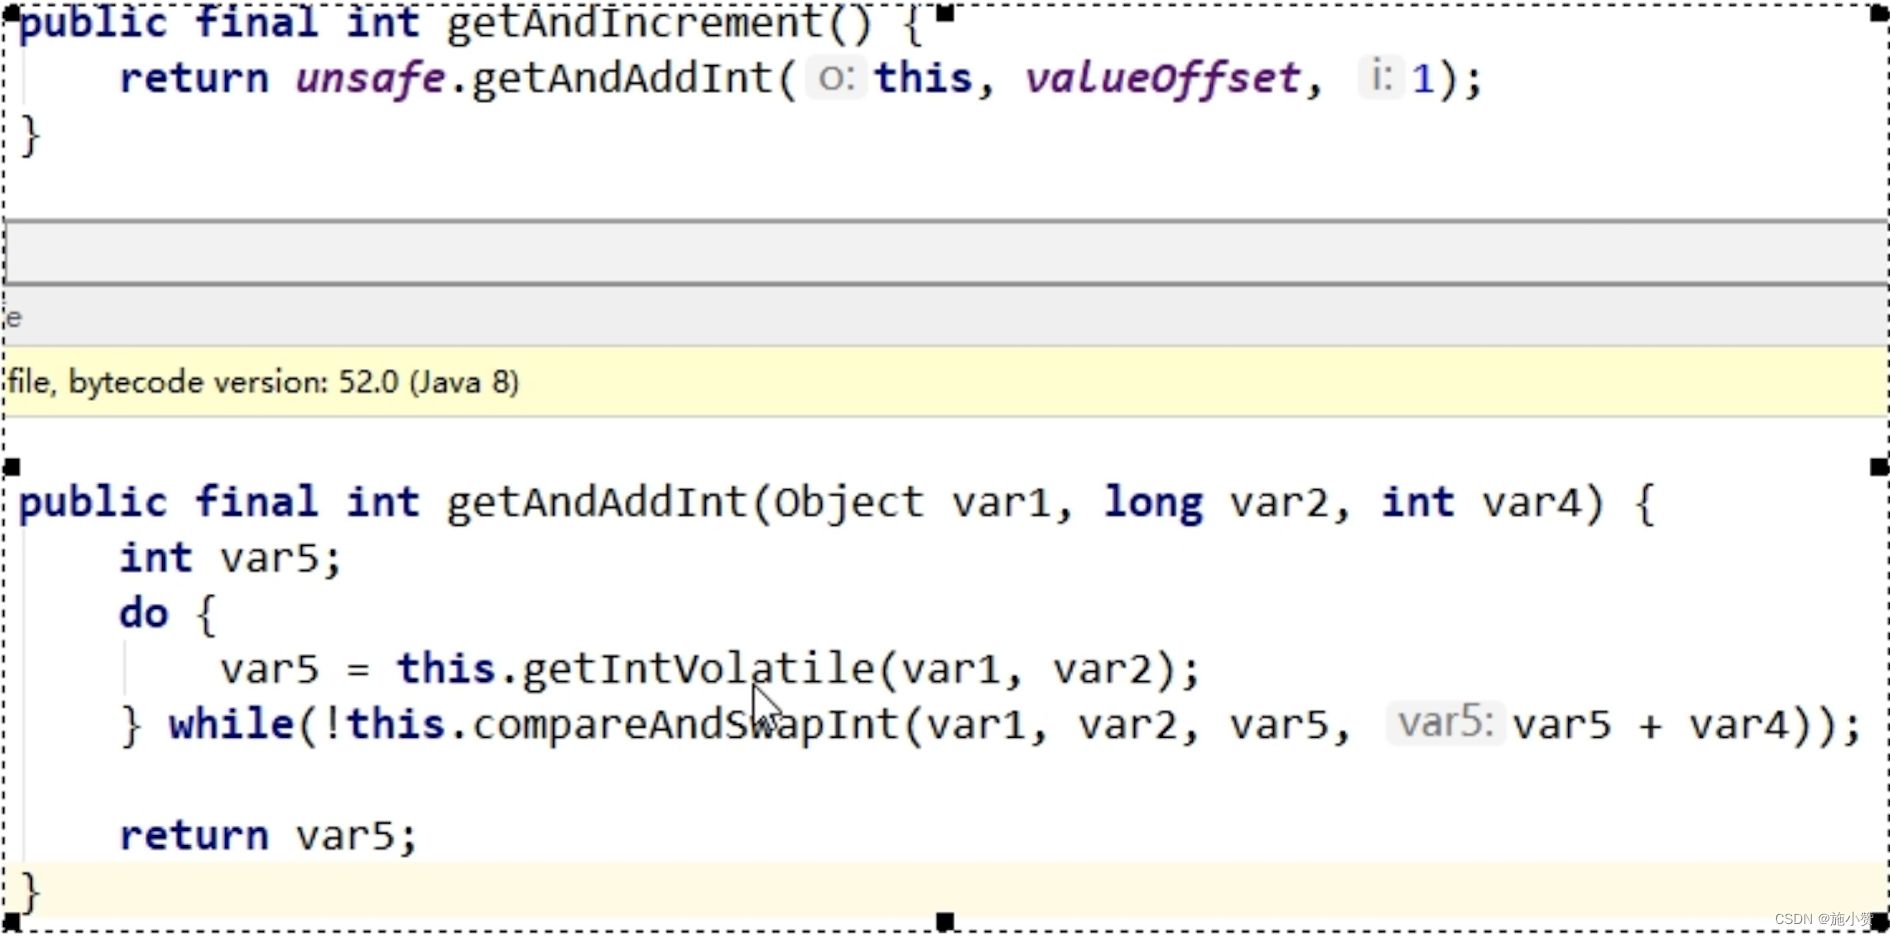 public final int getAndIncrement() {
return unsafe.getAndAddInt( o: this, valueOffset, i: 1);
}
e
file, bytecode version: 52.0 (Java 8)
public final int getAndAddInt(Object var1, long var2, int var4) {
int var5;
do {
var5 = this.getIntVolatile(var1, var2);
} while(!this.compareAndSwapInt(var1, var2, var5, var5: var5 + var4));
return var5;
}
CSDN @施小赞